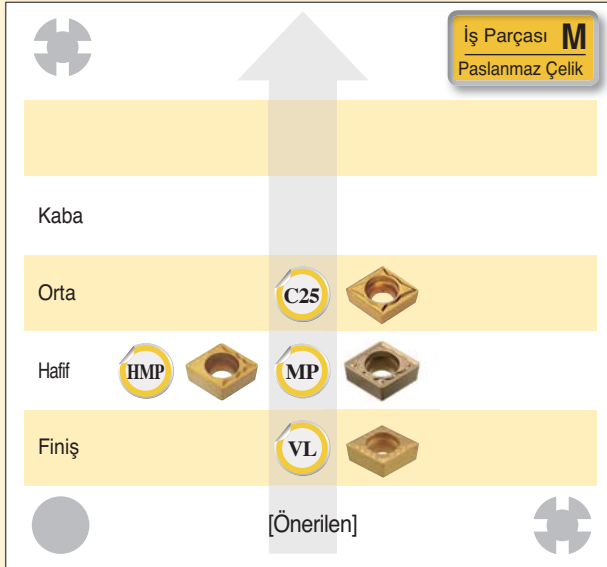 İş Parçası M
Paslanmaz Çelik
Kaba
Orta
C25
Hafif
HMP
MP
Finiş
VL
[Önerilen]